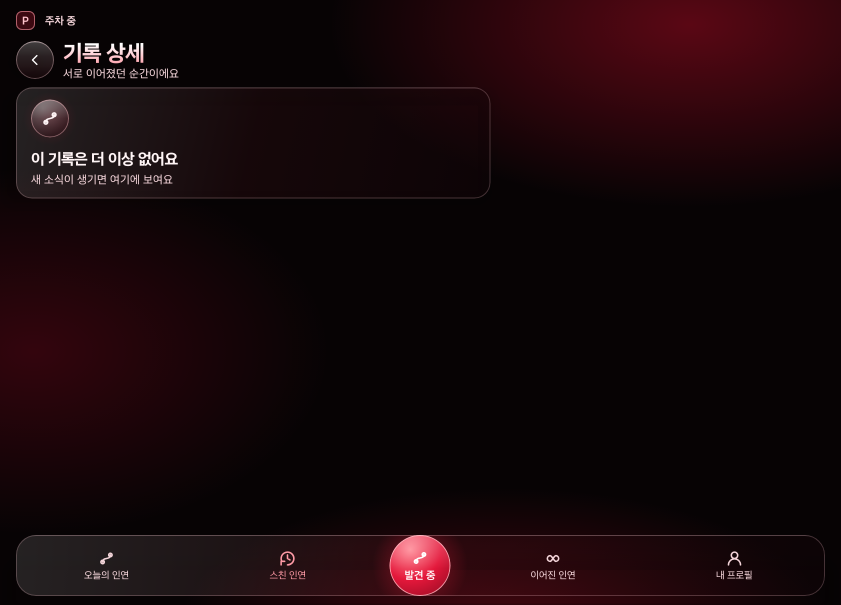 P 주차 중
기록 상세
서로 이어졌던 순간이에요
이 기록은 더 이상 없어요
새 소식이 생기면 여기에 보여요
오늘의 인연
스친 인연
발견 중
이어진 인연
내 프로필